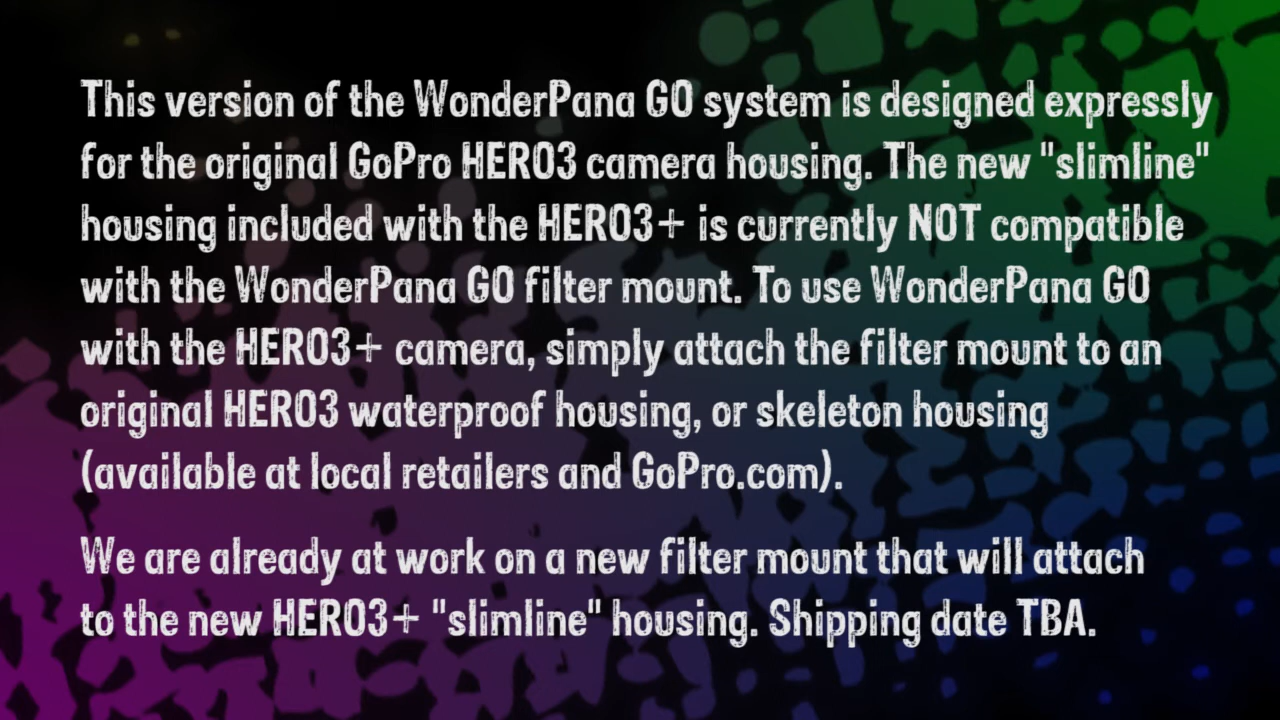 This version of the WonderPana GO system is designed expressly
for the original GoPro HERO3 camera housing. The new "slimline"
housing included with the HERO3+ is currently NOT compatible
with the WonderPana GO filter mount. To use WonderPana GO
with the HERO3+ camera, simply attach the filter mount to an
original HERO3 waterproof housing, or skeleton housing
(available at local retailers and GoPro.com).
We are already at work on a new filter mount that will attach
to the new HERO3+ "slimline" housing. Shipping date TBA.